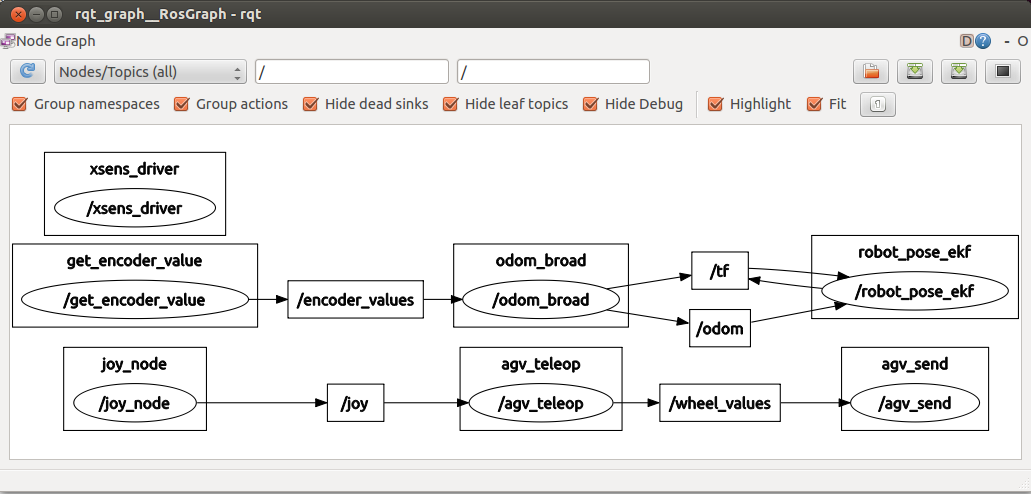 rqt_graph__RosGraph - rqt
Node Graph
D ? - O
Nodes/Topics (all) / /
Group namespaces Group actions Hide dead sinks Hide leaf topics Hide Debug Highlight Fit
xsens_driver
/xsens_driver
get_encoder_value
/get_encoder_value
/encoder_values
odom_broad
/odom_broad
/tf
/odom
robot_pose_ekf
/robot_pose_ekf
joy_node
/joy_node
/joy
agv_teleop
/agv_teleop
/wheel_values
agv_send
/agv_send